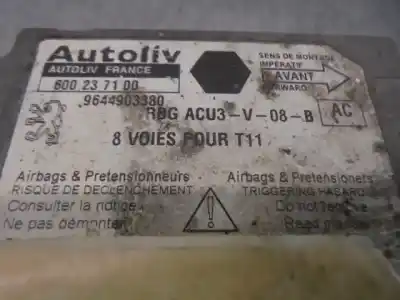 Autoliv
AUTOLIV FRANCE
600 23 71 00
9644903380
SENS DE MONTAGE
IMPERATIF
AVANT
FORWARD
RBG ACU3-V-08-B
AC
8 VOIES POUR T11
Airbags & Pretensionneurs
RISQUE DE DECLENCHEMENT
Consulter la notice
Ne pas démonter
Airbags & Pretensioners
TRIGGERING HAZARD
Do not
Read